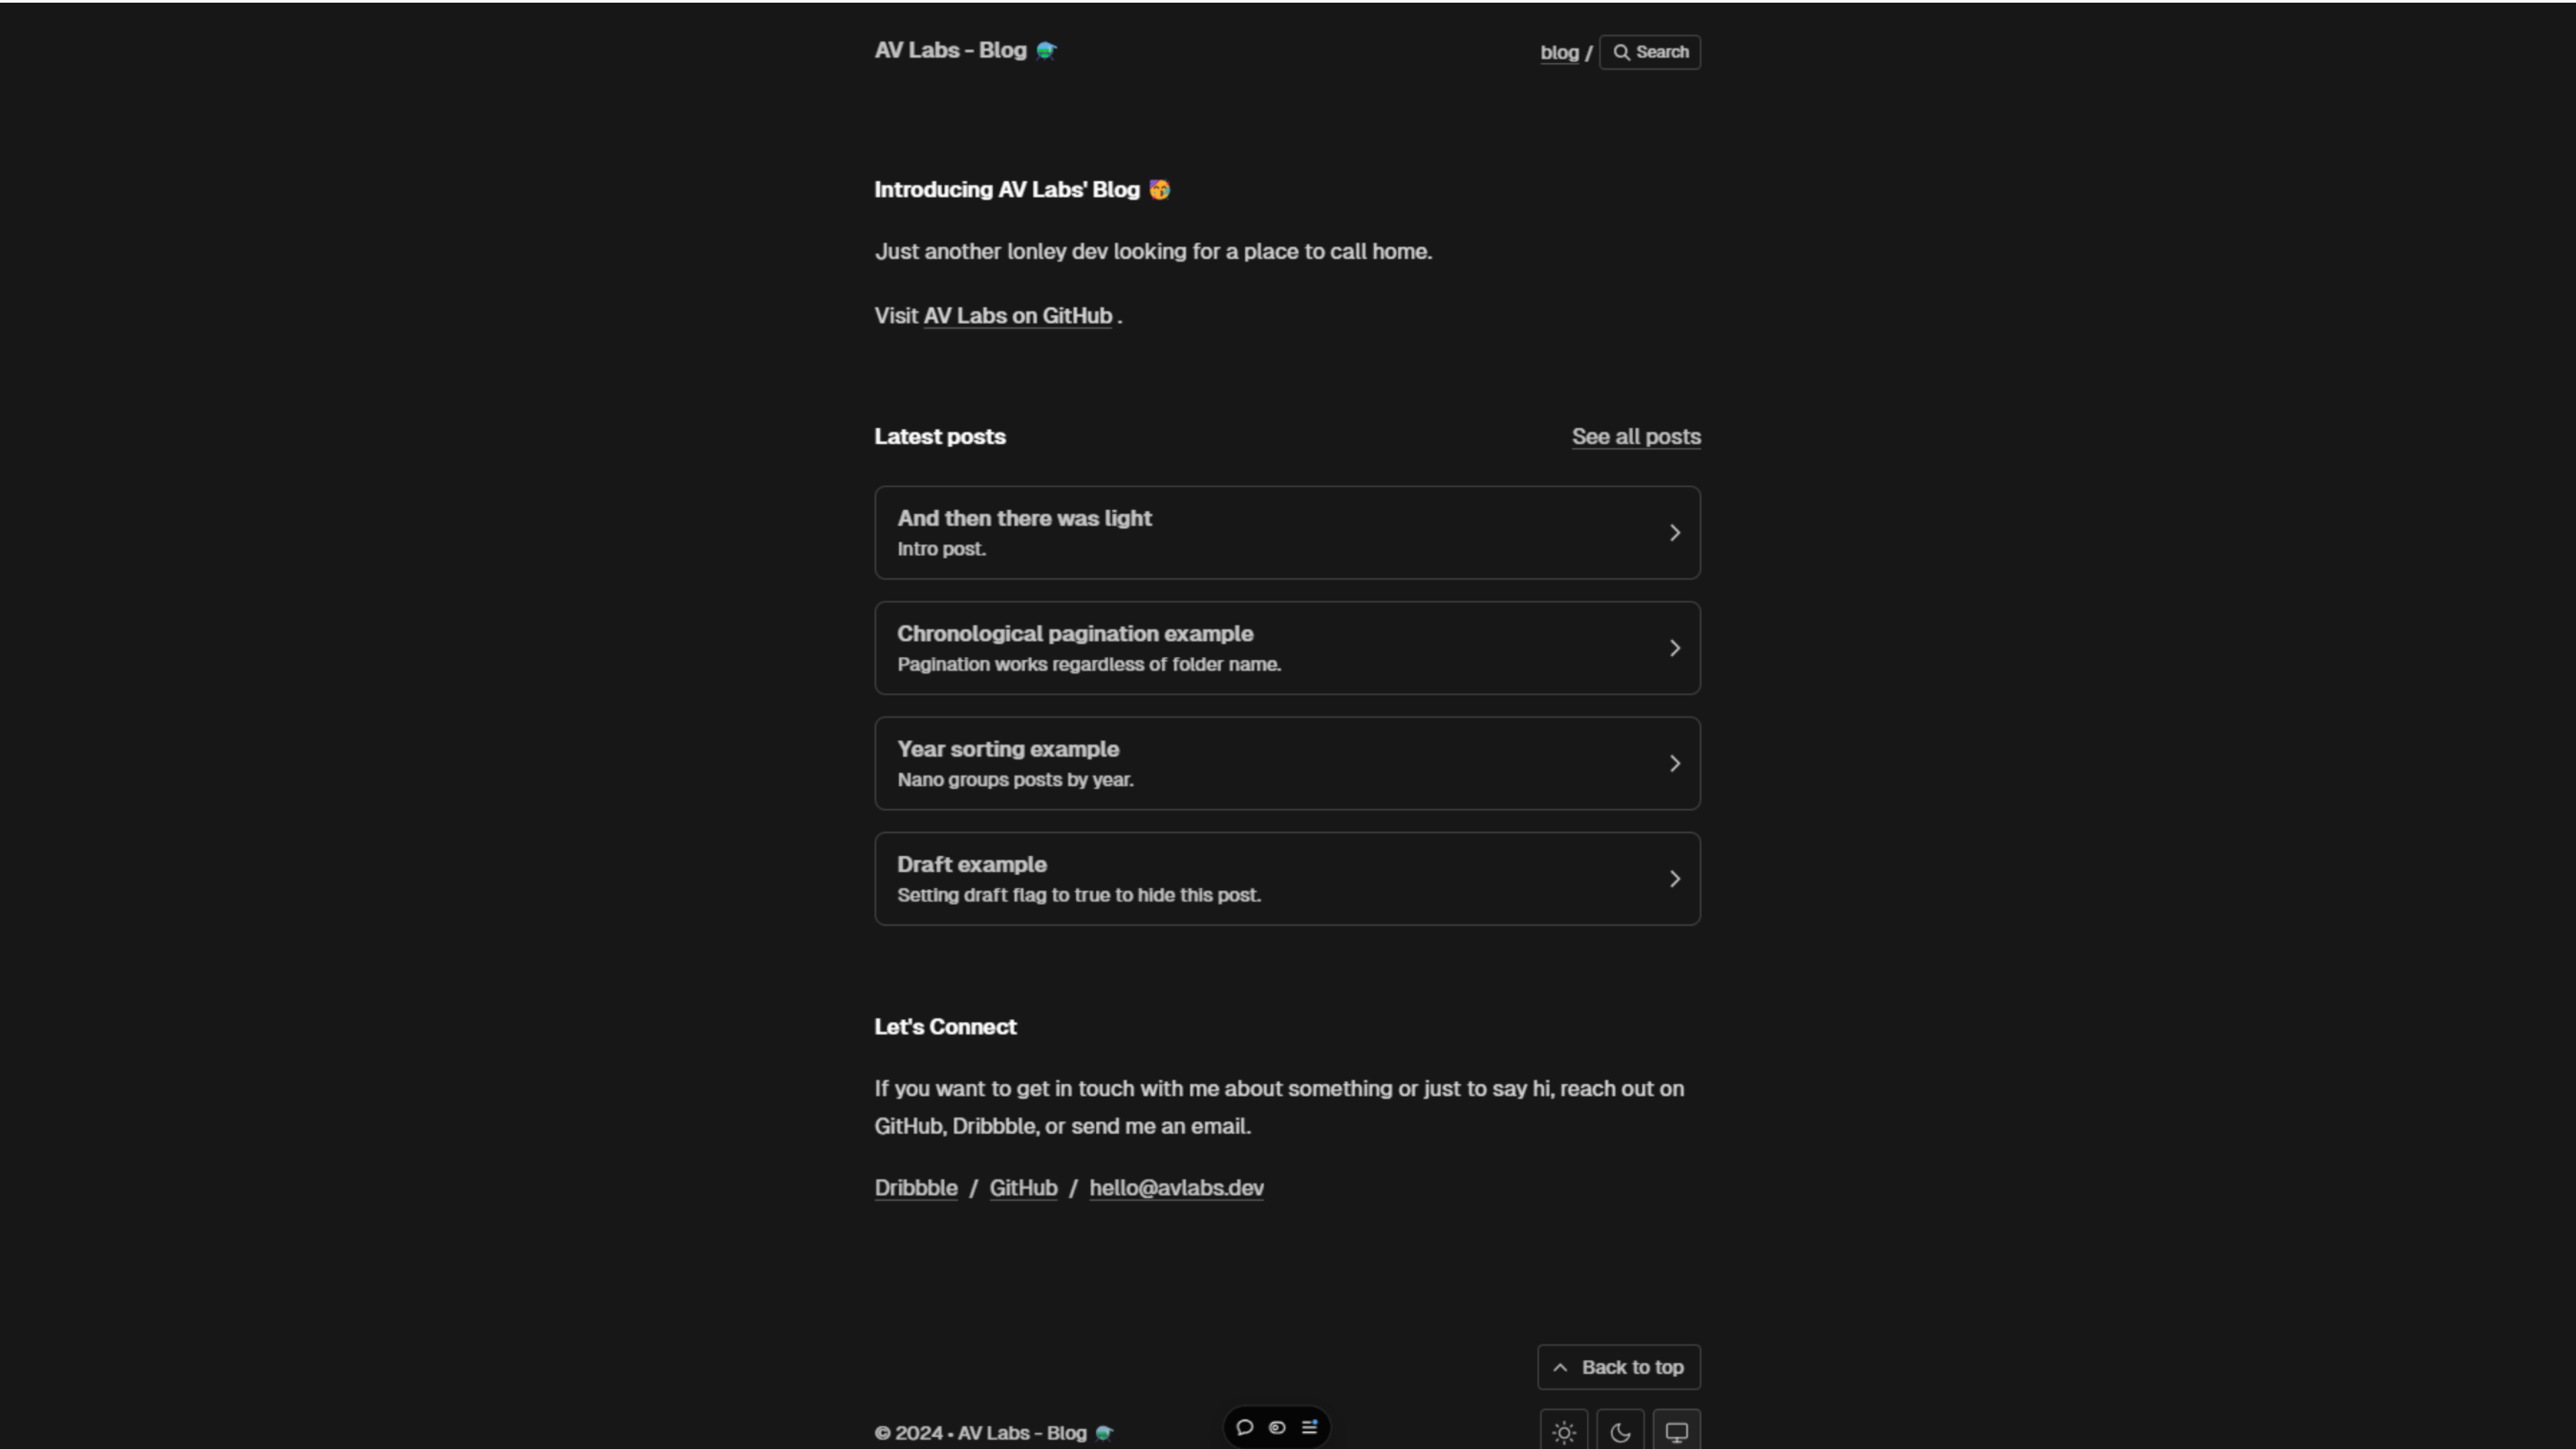 AV Labs - Blog
blog / Search
Introducing AV Labs' Blog 🥳
Just another lonley dev looking for a place to call home.
Visit AV Labs on GitHub .
Latest posts
See all posts
And then there was light
Intro post.
Chronological pagination example
Pagination works regardless of folder name.
Year sorting example
Nano groups posts by year.
Draft example
Setting draft flag to true to hide this post.
Let's Connect
If you want to get in touch with me about something or just to say hi, reach out on
GitHub, Dribbble, or send me an email.
Dribbble / GitHub / hello@avlabs.dev
Back to top
© 2024 • AV Labs - Blog